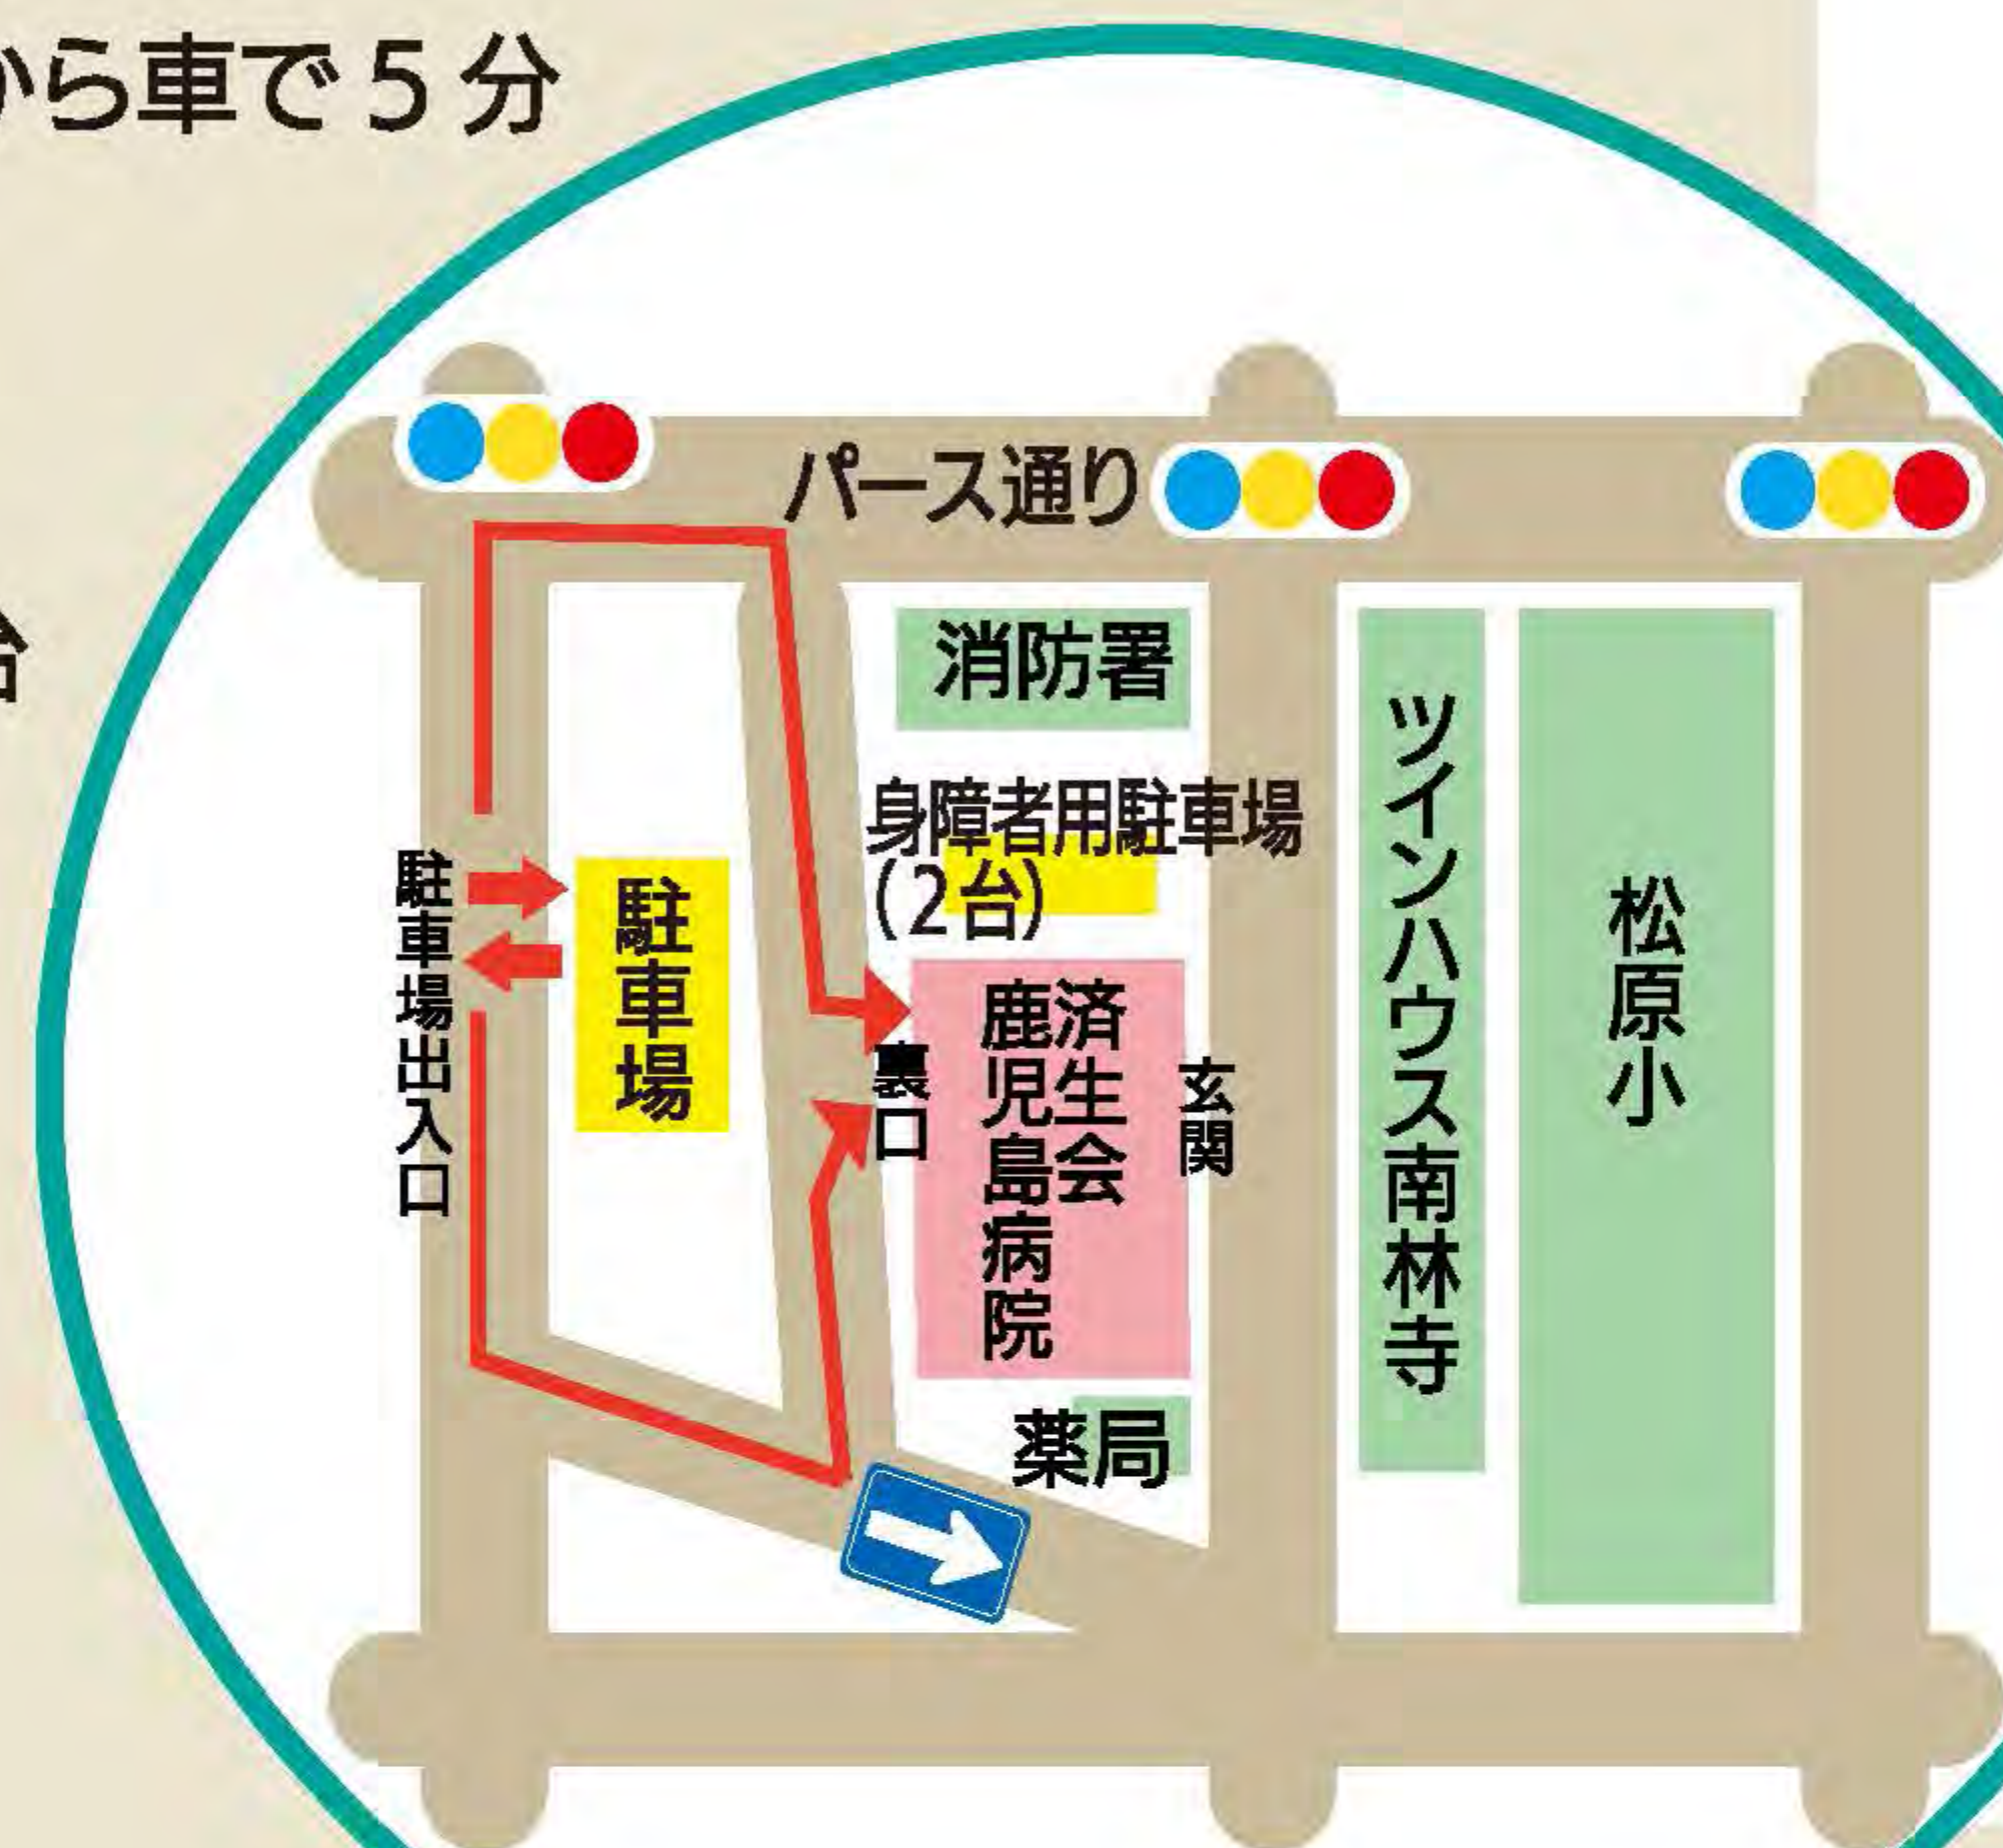 から車で5分
パース通り
消防署
身障者用駐車場
（2台）
駐車場出入口
駐車場
裏口
済生会
鹿児島病院
玄関
薬局
ツインハウス南林寺
松原小